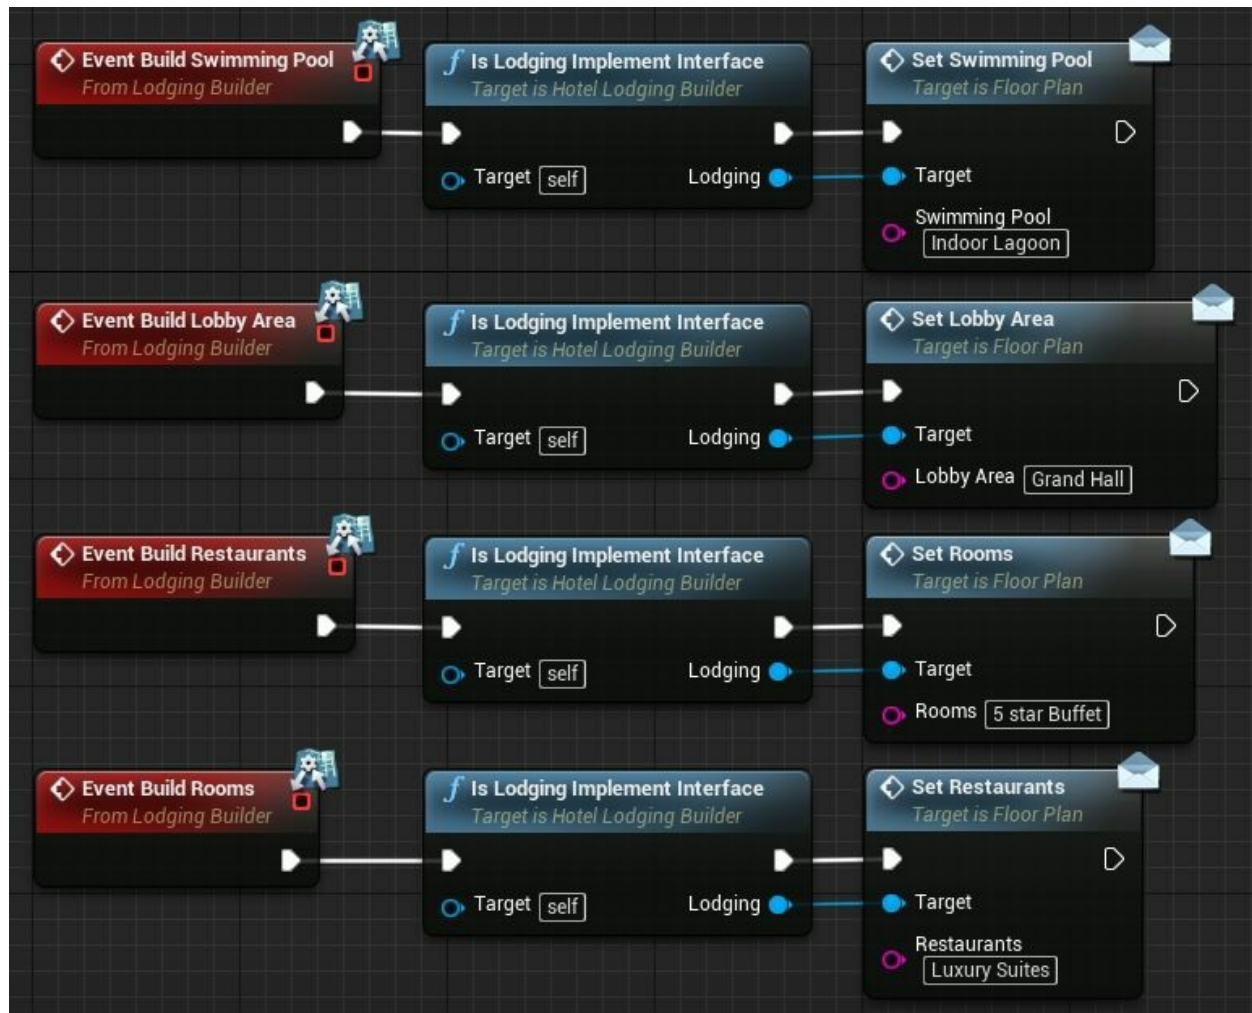 Event Build Swimming Pool
From Lodging Builder
Is Lodging Implement Interface
Target is Hotel Lodging Builder
Target self
Lodging
Set Swimming Pool
Target is Floor Plan
Target
Swimming Pool
Indoor Lagoon
Event Build Lobby Area
From Lodging Builder
Is Lodging Implement Interface
Target is Hotel Lodging Builder
Target self
Lodging
Set Lobby Area
Target is Floor Plan
Target
Lobby Area Grand Hall
Event Build Restaurants
From Lodging Builder
Is Lodging Implement Interface
Target is Hotel Lodging Builder
Target self
Lodging
Set Rooms
Target is Floor Plan
Target
Rooms 5 star Buffet
Event Build Rooms
From Lodging Builder
Is Lodging Implement Interface
Target is Hotel Lodging Builder
Target self
Lodging
Set Restaurants
Target is Floor Plan
Target
Restaurants
Luxury Suites